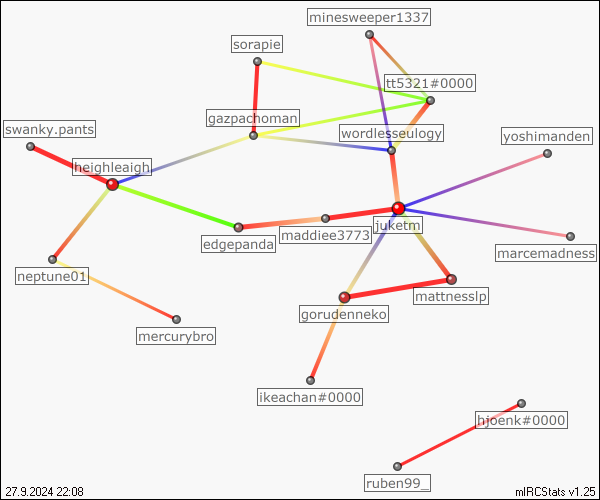 minesweeper1337
sorapie
tt5321#0000
gazpachoman
swanky.pants
wordlesseulogy
yoshimanden
heighleaigh
juketn
maddiee3773
edgepanda
marcemadness
neptune01
mattnesslp
gorudenneko
mercurybro
ikeachan#0000
hjoenk#0000
ruben99_
27.9.2024 22:08
mIRCStats v1.25